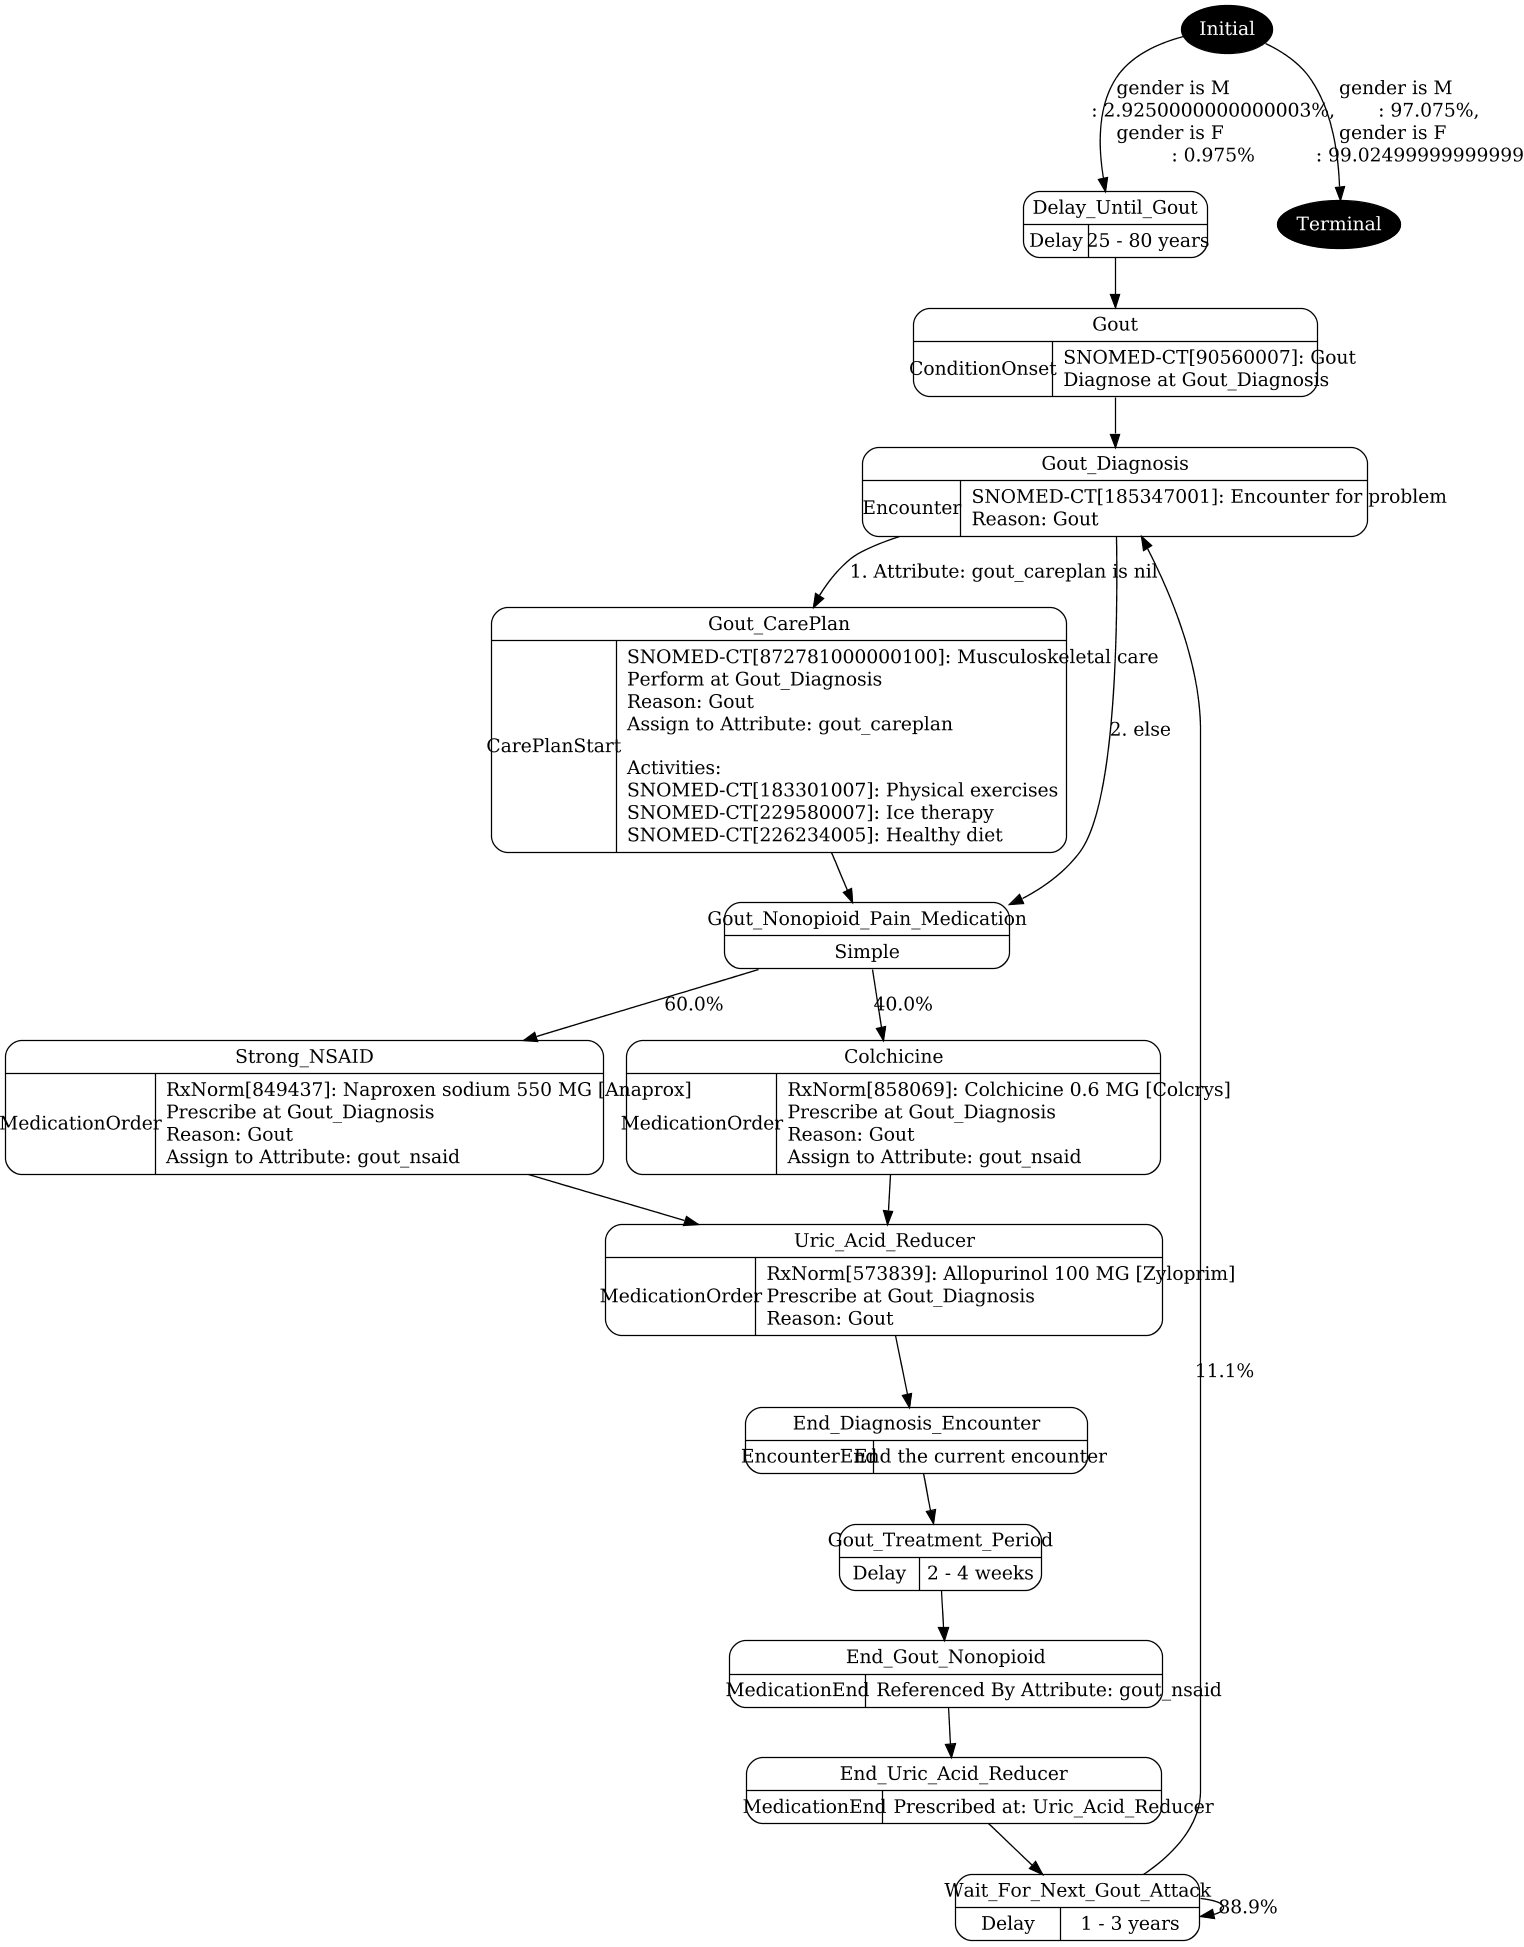 Initial
gender is M
: 2.9250000000000003%,
gender is F
: 0.975%
gender is M
: 97.075%,
gender is F
: 99.02499999999999
Delay_Until_Gout
Delay
25 - 80 years
Terminal
Gout
ConditionOnset
SNOMED-CT[90560007]: Gout
Diagnose at Gout_Diagnosis
Gout_Diagnosis
Encounter
SNOMED-CT[185347001]: Encounter for problem
Reason: Gout
1. Attribute: gout_careplan is nil
Gout_CarePlan
CarePlanStart
SNOMED-CT[872781000000100]: Musculoskeletal care
Perform at Gout_Diagnosis
Reason: Gout
Assign to Attribute: gout_careplan
Activities:
SNOMED-CT[183301007]: Physical exercises
SNOMED-CT[229580007]: Ice therapy
SNOMED-CT[226234005]: Healthy diet
2. else
Gout_Nonopioid_Pain_Medication
Simple
60.0%
40.0%
Strong_NSAID
MedicationOrder
RxNorm[849437]: Naproxen sodium 550 MG [Anaprox]
Prescribe at Gout_Diagnosis
Reason: Gout
Assign to Attribute: gout_nsaid
Colchicine
MedicationOrder
RxNorm[858069]: Colchicine 0.6 MG [Colcrys]
Prescribe at Gout_Diagnosis
Reason: Gout
Assign to Attribute: gout_nsaid
Uric_Acid_Reducer
MedicationOrder
RxNorm[573839]: Allopurinol 100 MG [Zyloprim]
Prescribe at Gout_Diagnosis
Reason: Gout
11.1%
End_Diagnosis_Encounter
EncounterEnd
End the current encounter
Gout_Treatment_Period
Delay
2 - 4 weeks
End_Gout_Nonopioid
MedicationEnd
Referenced By Attribute: gout_nsaid
End_Uric_Acid_Reducer
MedicationEnd
Prescribed at: Uric_Acid_Reducer
Wait_For_Next_Gout_Attack
Delay
1 - 3 years
88.9%